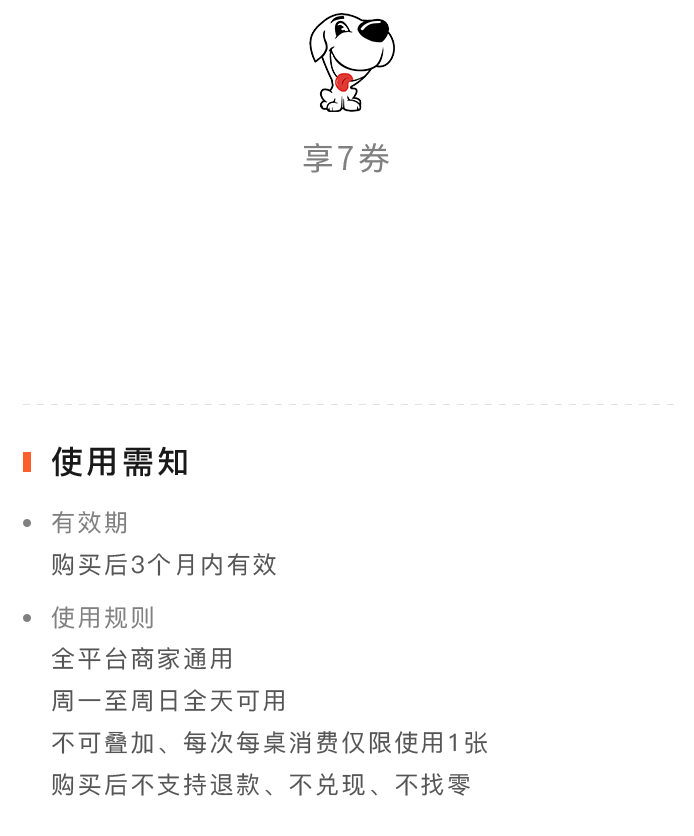 享7券
使用需知
有效期
购买后3个月内有效
使用规则
全平台商家通用
周一至周日全天可用
不可叠加、每次每桌消费仅限使用1张
购买后不支持退款、不兑现、不找零